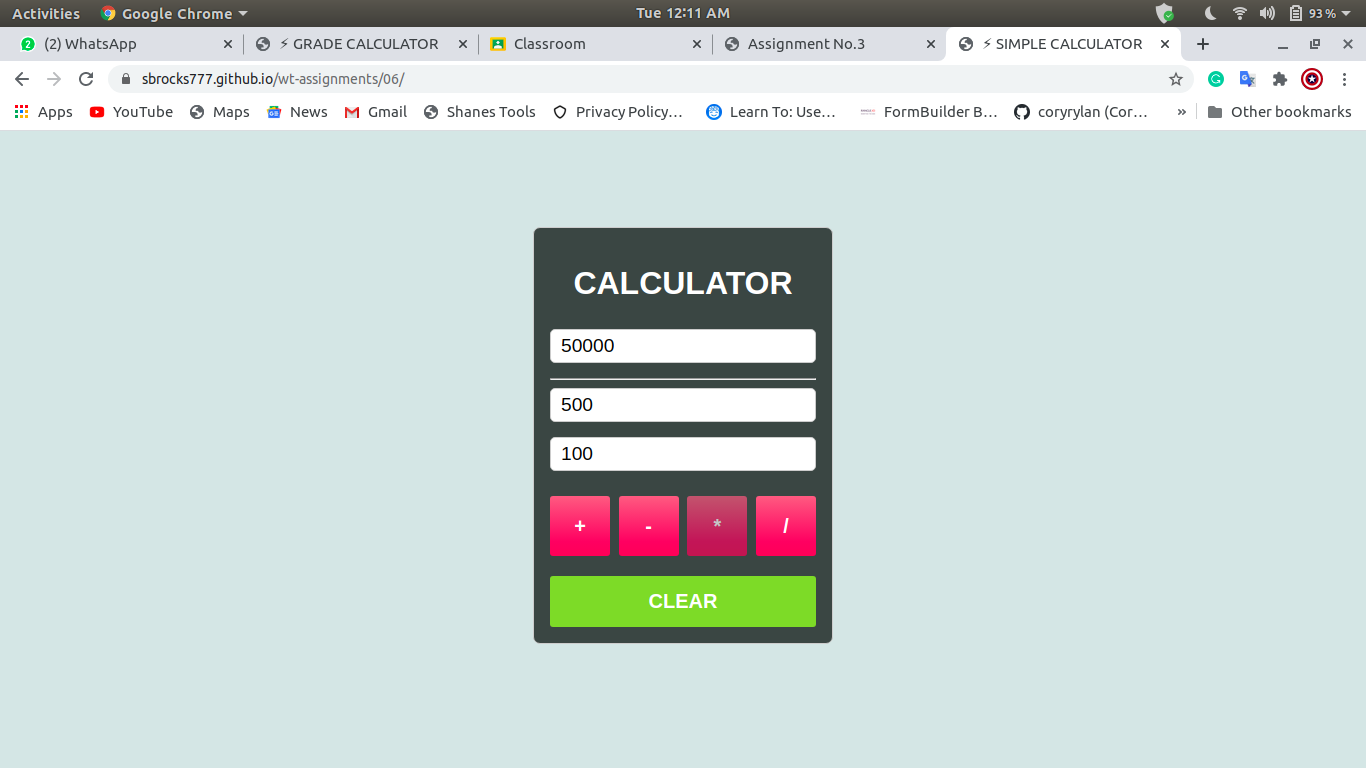 Activities Google Chrome Tue 12:11 AM 93 %
2 (2) WhatsApp ⚡ GRADE CALCULATOR Classroom Assignment No.3 ⚡ SIMPLE CALCULATOR
sbrocks777.github.io/wt-assignments/06/
Apps YouTube Maps News Gmail Shanes Tools Privacy Policy... Learn To: Use... FormBuilder B... coryrylan (Cor... » Other bookmarks
CALCULATOR
50000
500
100
+ - * /
CLEAR